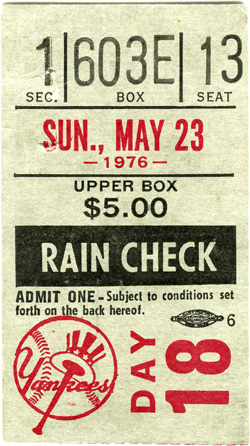 1 603E 13
SEC. BOX SEAT
SUN., MAY 23
—1976—
UPPER BOX
$5.00
RAIN CHECK
ADMIT ONE - Subject to conditions set
forth on the back hereof.
6
Yankees
DAY
18